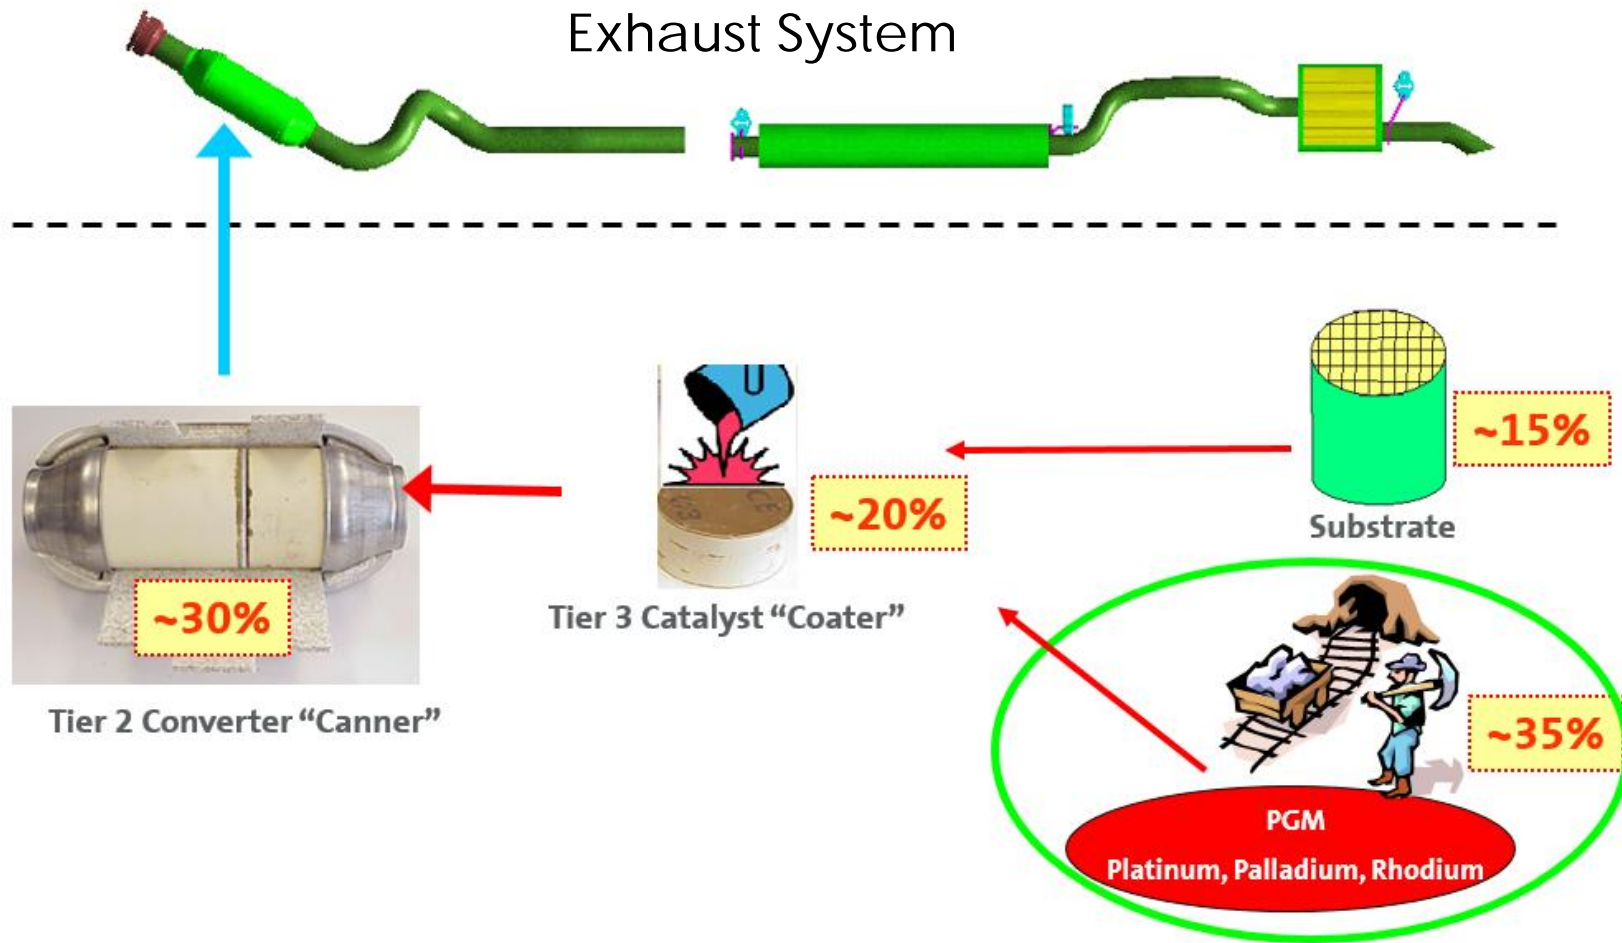 Exhaust System
~15%
Substrate
~20%
Tier 3 Catalyst “Coater”
~30%
Tier 2 Converter “Canner”
~35%
PGM
Platinum, Palladium, Rhodium